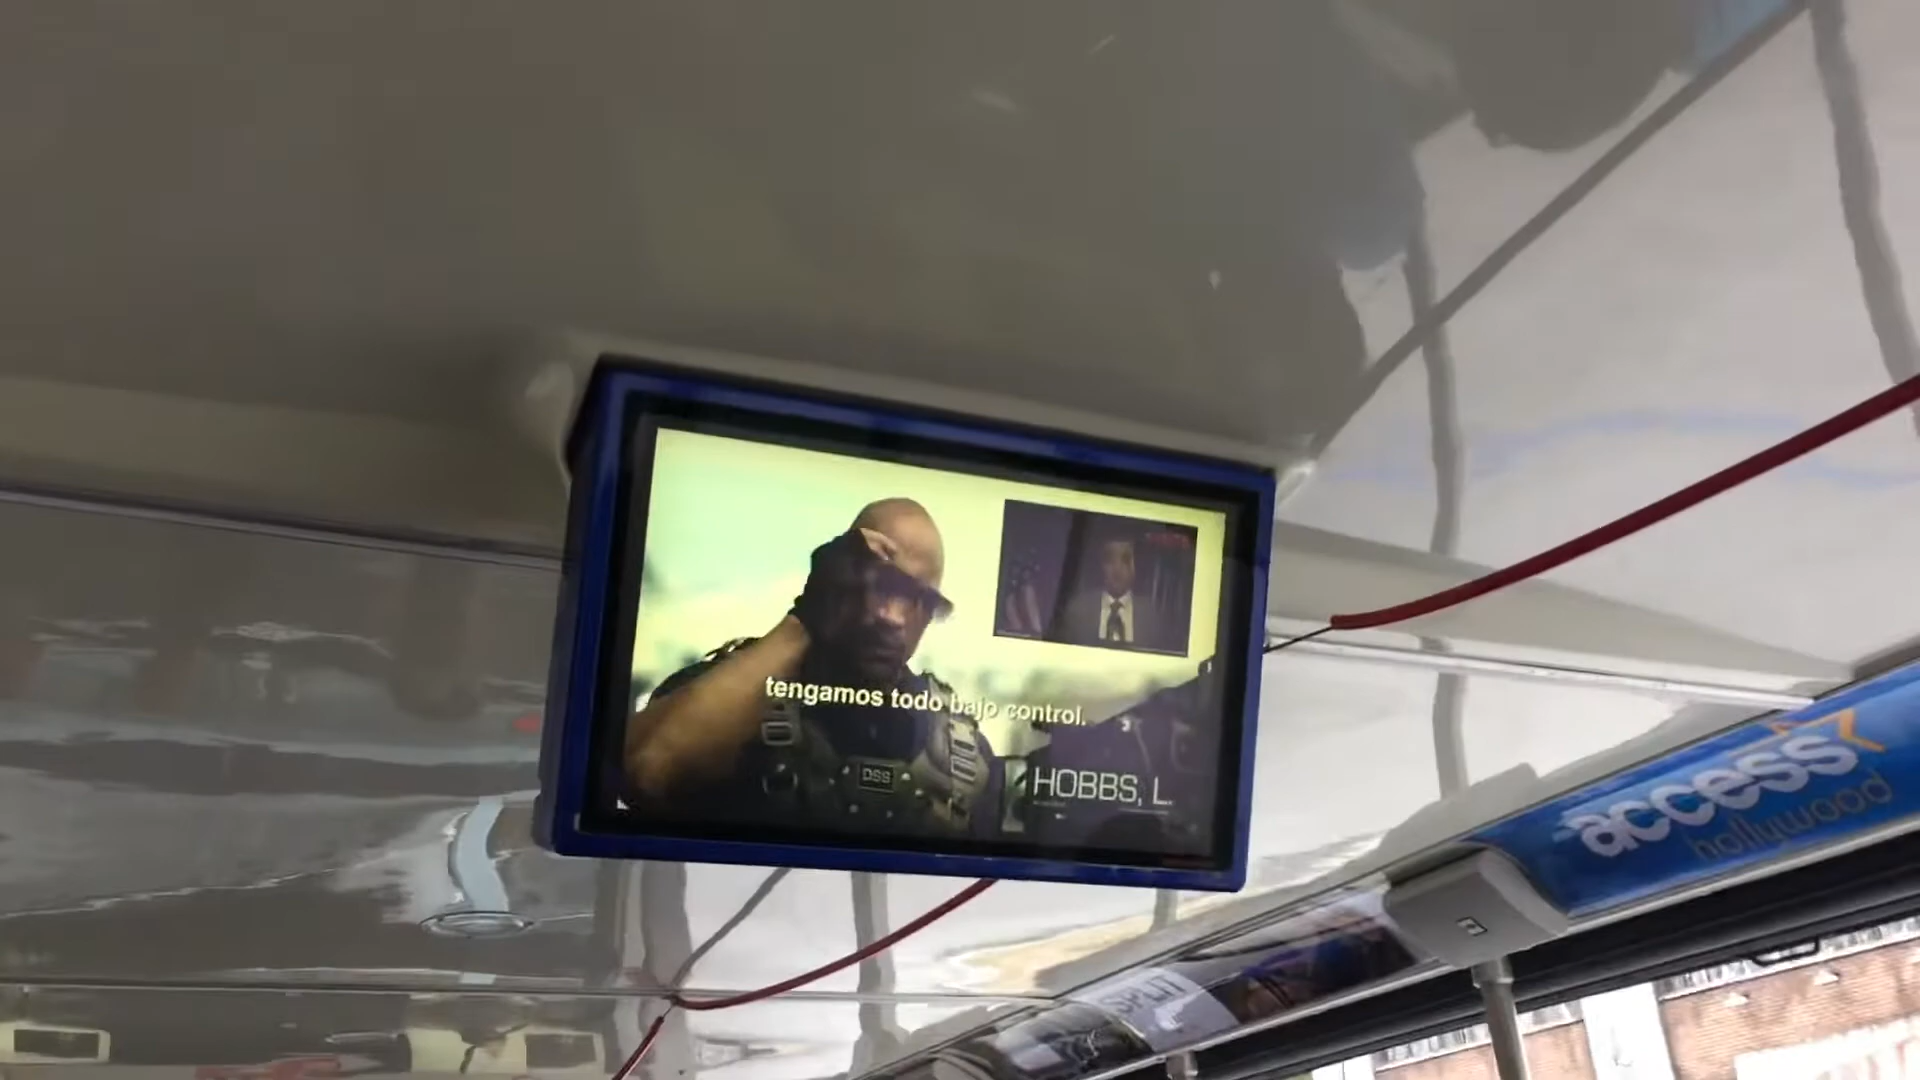 tengamos todo bajo control.
DSS
HOBBS, L.
access
hollywood
SPLIT